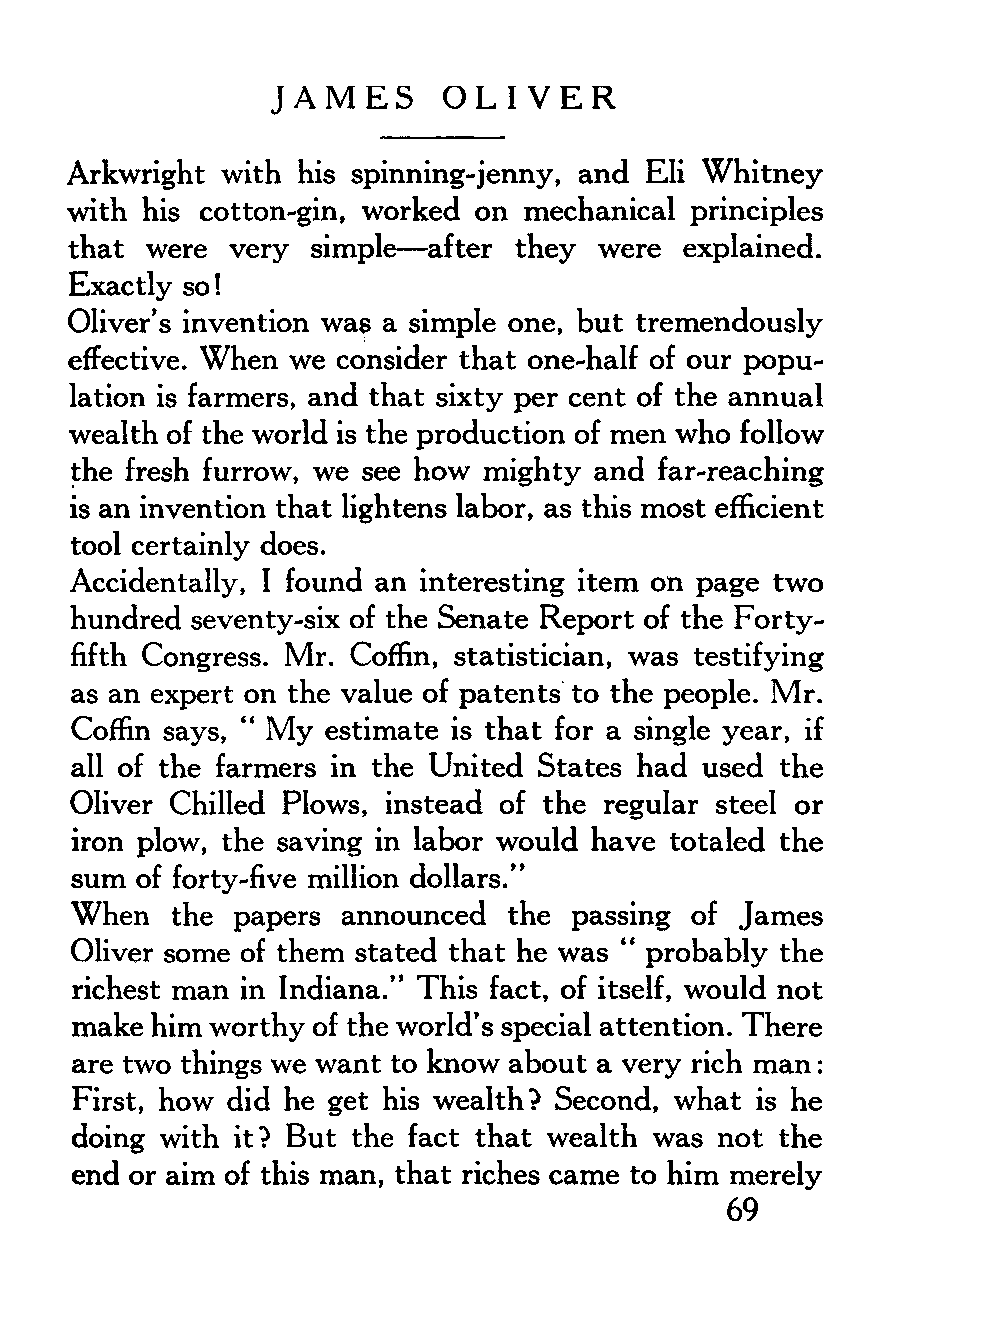 JAMES OLIVER
Arkwright with his spinning-jenny, and Eli Whitney
with his cotton-gin, worked on mechanical principles
that were very simple—after they were explained.
Exactly so!
Oliver's invention was a simple one, but tremendously
effective. When we consider that one-half of our popu-
lation is farmers, and that sixty per cent of the annual
wealth of the world is the production of men who follow
the fresh furrow, we see how mighty and far-reaching
is an invention that lightens labor, as this most efficient
tool certainly does.
Accidentally, I found an interesting item on page two
hundred seventy-six of the Senate Report of the Forty-
fifth Congress. Mr. Coffin, statistician, was testifying
as an expert on the value of patents to the people. Mr.
Coffin says, " My estimate is that for a single year, if
all of the farmers in the United States had used the
Oliver Chilled Plows, instead of the regular steel or
iron plow, the saving in labor would have totaled the
sum of forty-five million dollars."
When the papers announced the passing of James
Oliver some of them stated that he was " probably the
richest man in Indiana." This fact, of itself, would not
make him worthy of the world's special attention. There
are two things we want to know about a very rich man:
First, how did he get his wealth? Second, what is he
doing with it? But the fact that wealth was not the
end or aim of this man, that riches came to him merely
69